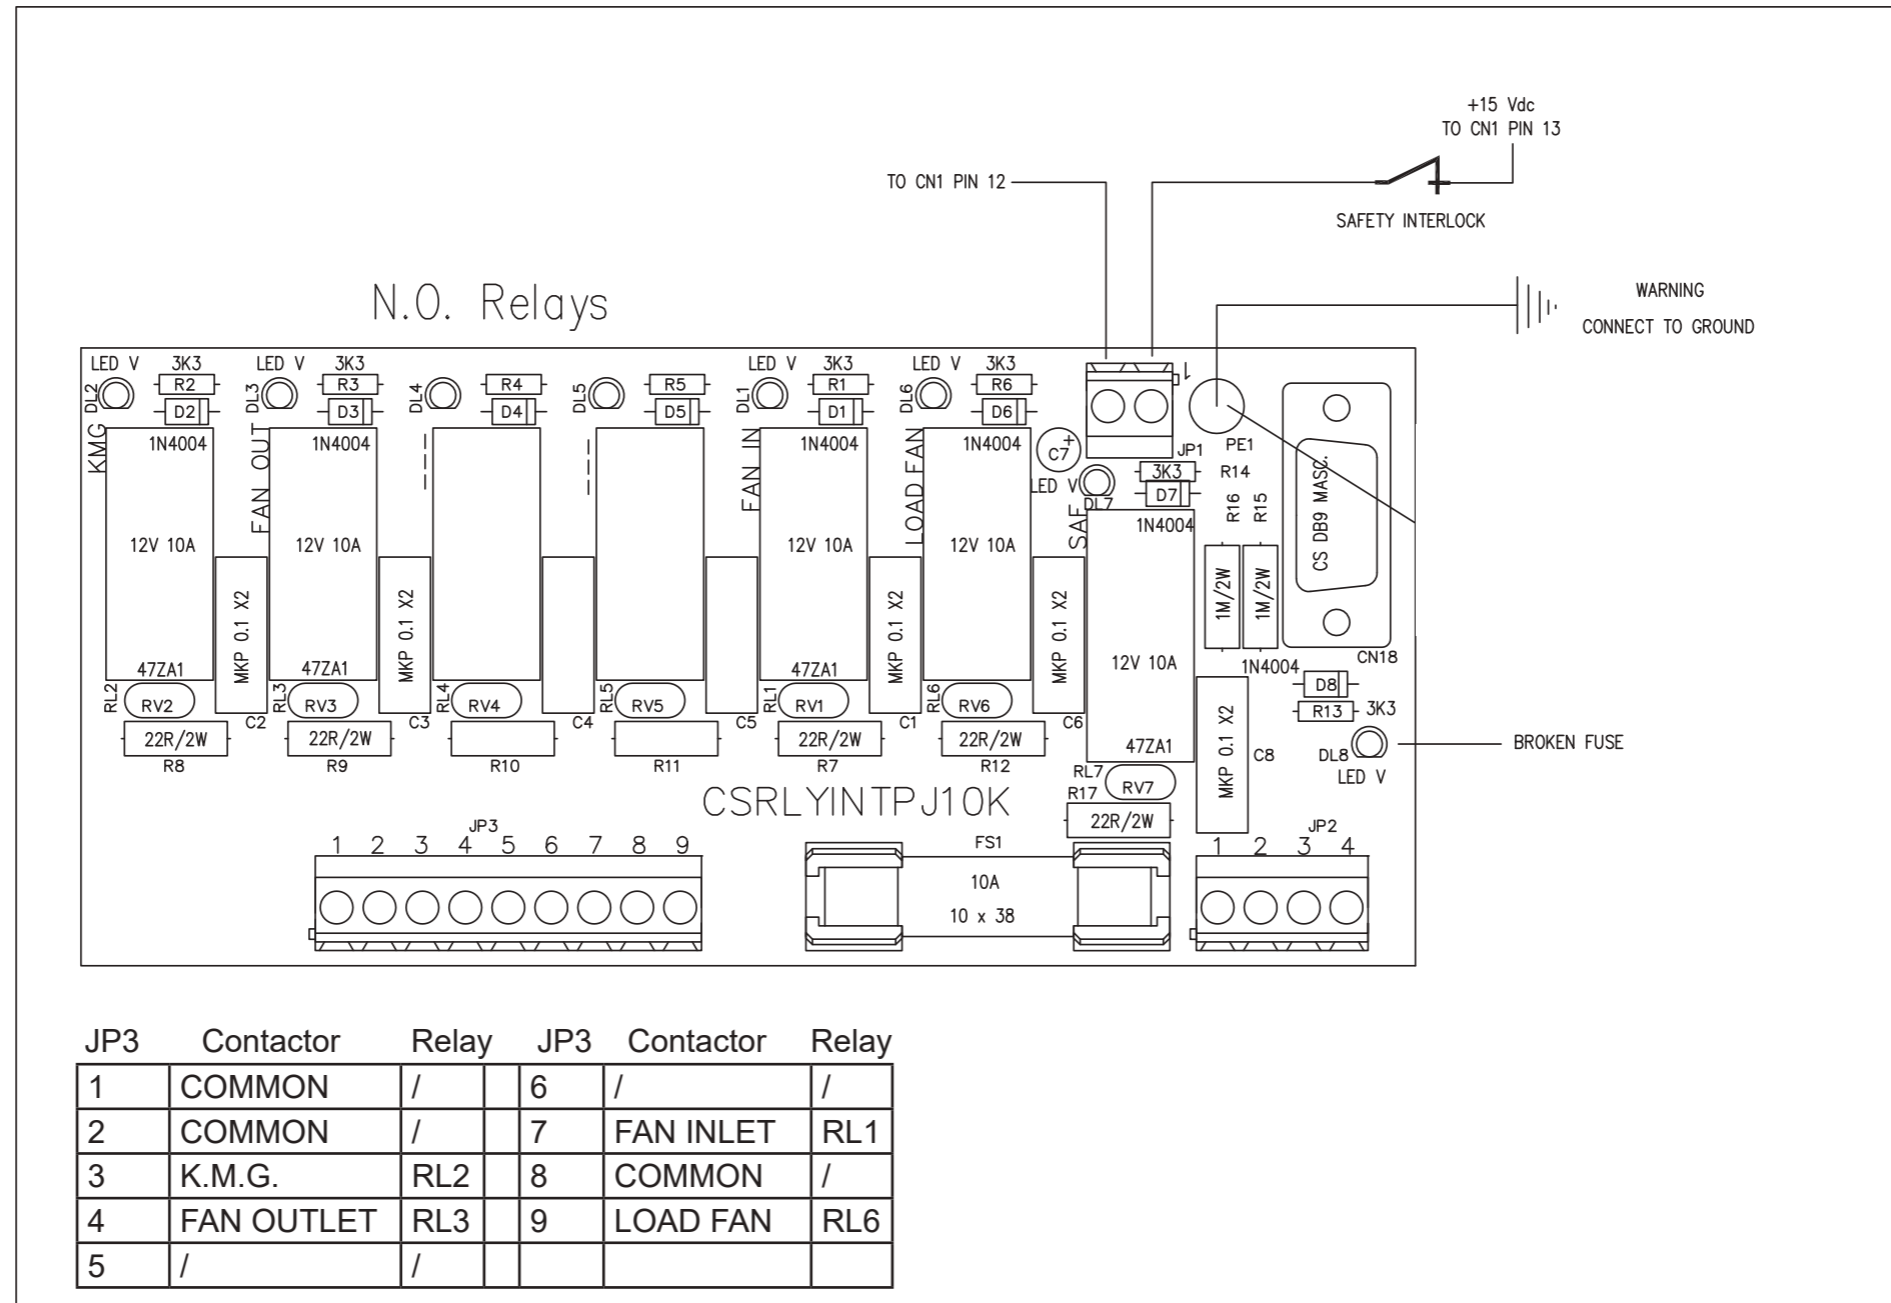 +15 Vdc
TO CN1 PIN 13
TO CN1 PIN 12
SAFETY INTERLOCK
WARNING
CONNECT TO GROUND
N.O. Relays
LED V 3K3 LED V 3K3 LED V 3K3 LED V 3K3
DL2 R2 DL3 R3 DL4 R4 DL5 R5 DL1 R1 DL6 R6
D2 D3 D4 D5 D1 D6
KMG FAN OUT --- --- FAN IN LOAD FAN
1N4004 1N4004 1N4004 1N4004
C7 +
1
JP1
PE1
LED V
DL7
3K3 R14
D7
1N4004
SAF
R16 R15
CS DB9 MASC.
12V 10A 12V 10A 12V 10A 12V 10A
1M/2W 1M/2W
MKP 0.1 X2 MKP 0.1 X2 MKP 0.1 X2 MKP 0.1 X2
12V 10A
CN18
47ZA1 47ZA1 47ZA1 47ZA1
1N4004
D8
RL2 RV2 RL3 RV3 RL4 RV4 RL5 RV5 RL1 RV1 RL6 RV6
R13 3K3
C2 C3 C4 C5 C1 C6
22R/2W 22R/2W 22R/2W 22R/2W
47ZA1
MKP 0.1 X2
C8
DL8
BROKEN FUSE
R8 R9 R10 R11 R7 R12
RL7
LED V
RV7
R17
CSRLYINTPJ10K
22R/2W
JP3
FS1
JP2
1 2 3 4 5 6 7 8 9
1 2 3 4
10A
10 x 38
JP3 Contactor Relay JP3 Contactor Relay
1 COMMON / 6 / /
2 COMMON / 7 FAN INLET RL1
3 K.M.G. RL2 8 COMMON /
4 FAN OUTLET RL3 9 LOAD FAN RL6
5 / /